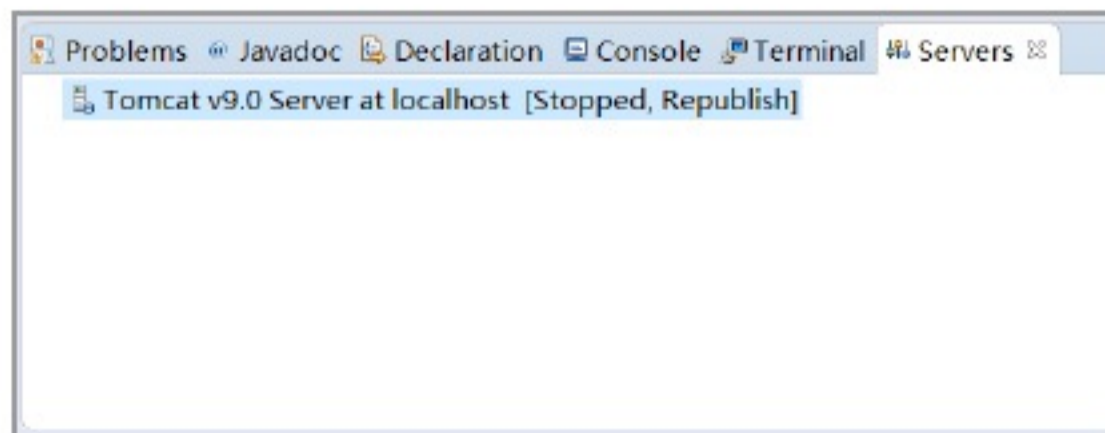 Problems Javadoc Declaration Console Terminal Servers
Tomcat v9.0 Server at localhost [Stopped, Republish]